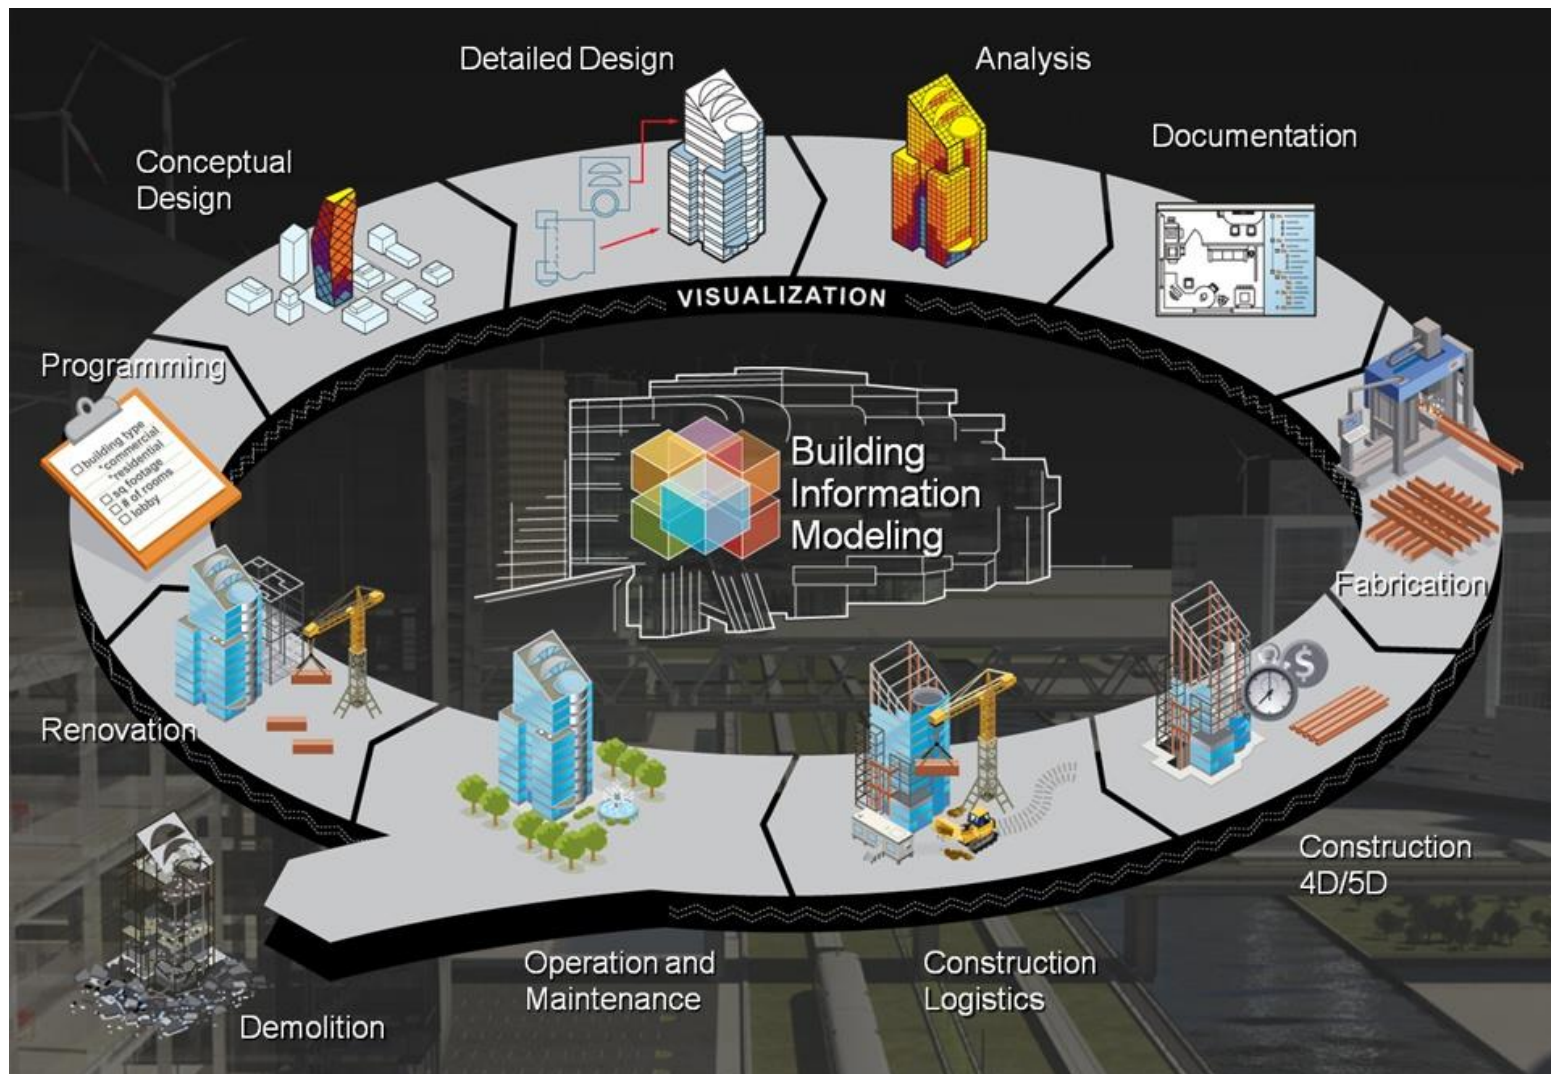 Detailed Design
Analysis
Documentation
Conceptual
Design
VISUALIZATION
Programming
building type
*commercial
*residential
sq footage
# of rooms
lobby
Building
Information
Modeling
Fabrication
$
Renovation
Construction
4D/5D
Operation and
Maintenance
Construction
Logistics
Demolition